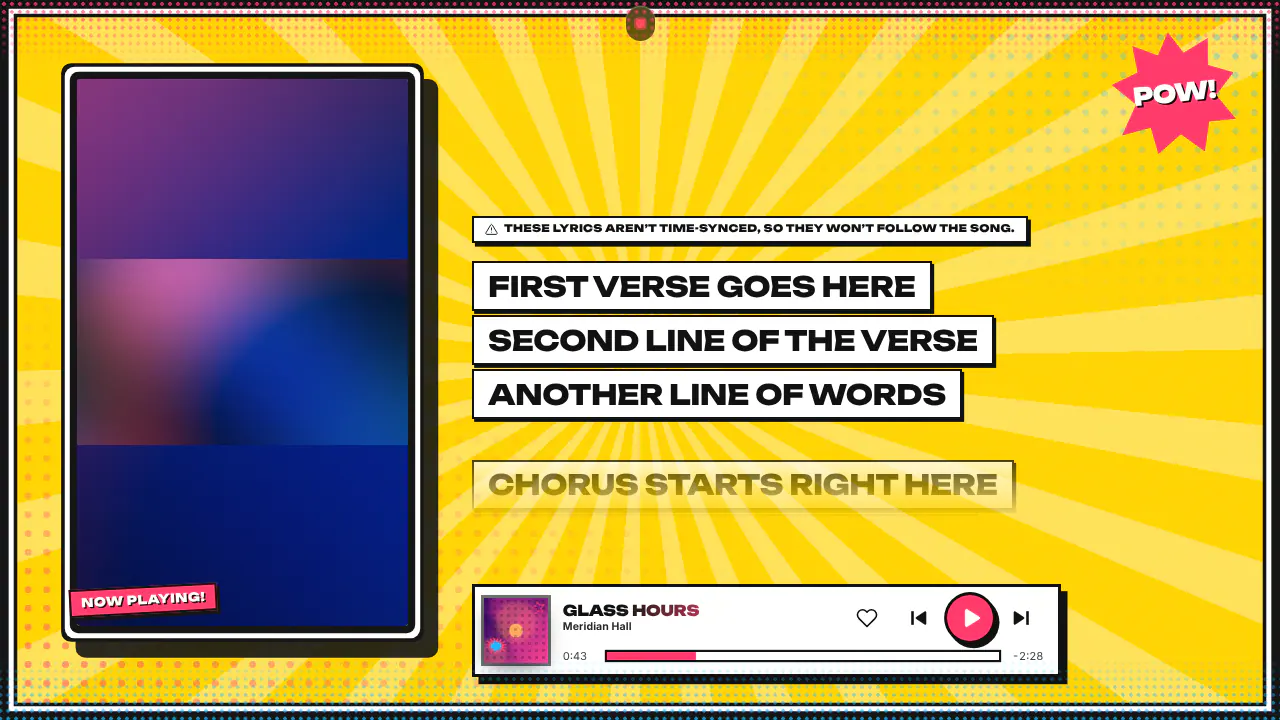 POW!
THESE LYRICS AREN'T TIME-SYNCED, SO THEY WON'T FOLLOW THE SONG.
FIRST VERSE GOES HERE
SECOND LINE OF THE VERSE
ANOTHER LINE OF WORDS
CHORUS STARTS RIGHT HERE
NOW PLAYING!
GLASS HOURS
Meridian Hall
0:43
-2:28